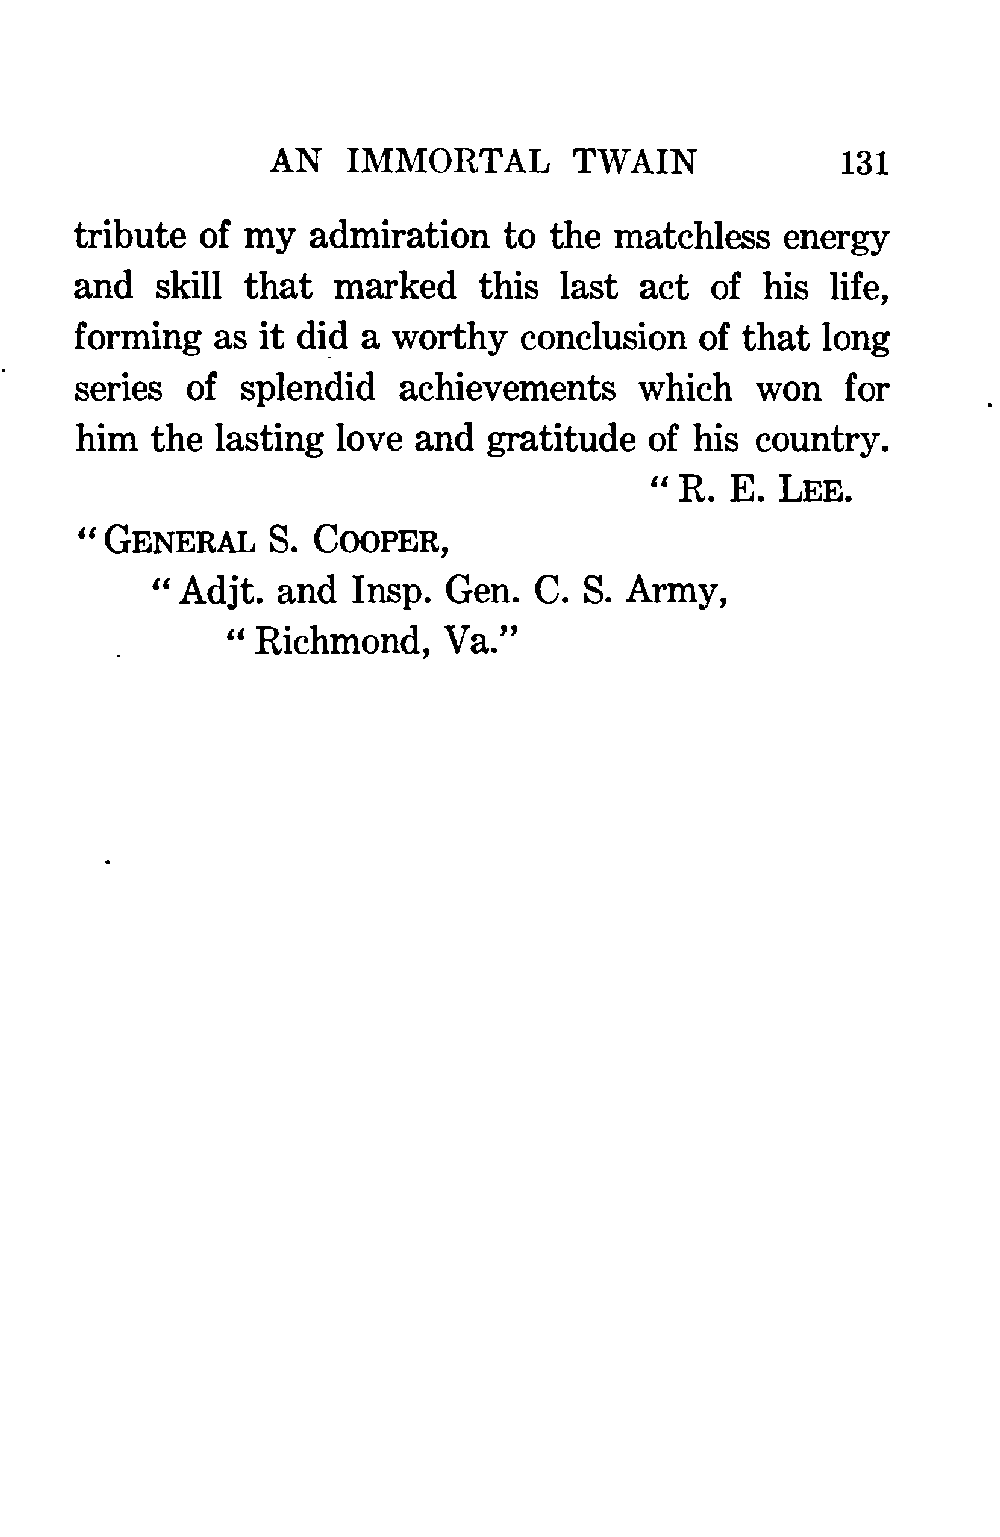 AN IMMORTAL TWAIN 131
tribute of my admiration to the matchless energy
and skill that marked this last act of his life,
forming as it did a worthy conclusion of that long
series of splendid achievements which won for
him the lasting love and gratitude of his country.
“ R. E. LEE.
“ GENERAL S. COOPER,
“ Adjt. and Insp. Gen. C. S. Army,
“ Richmond, Va.”